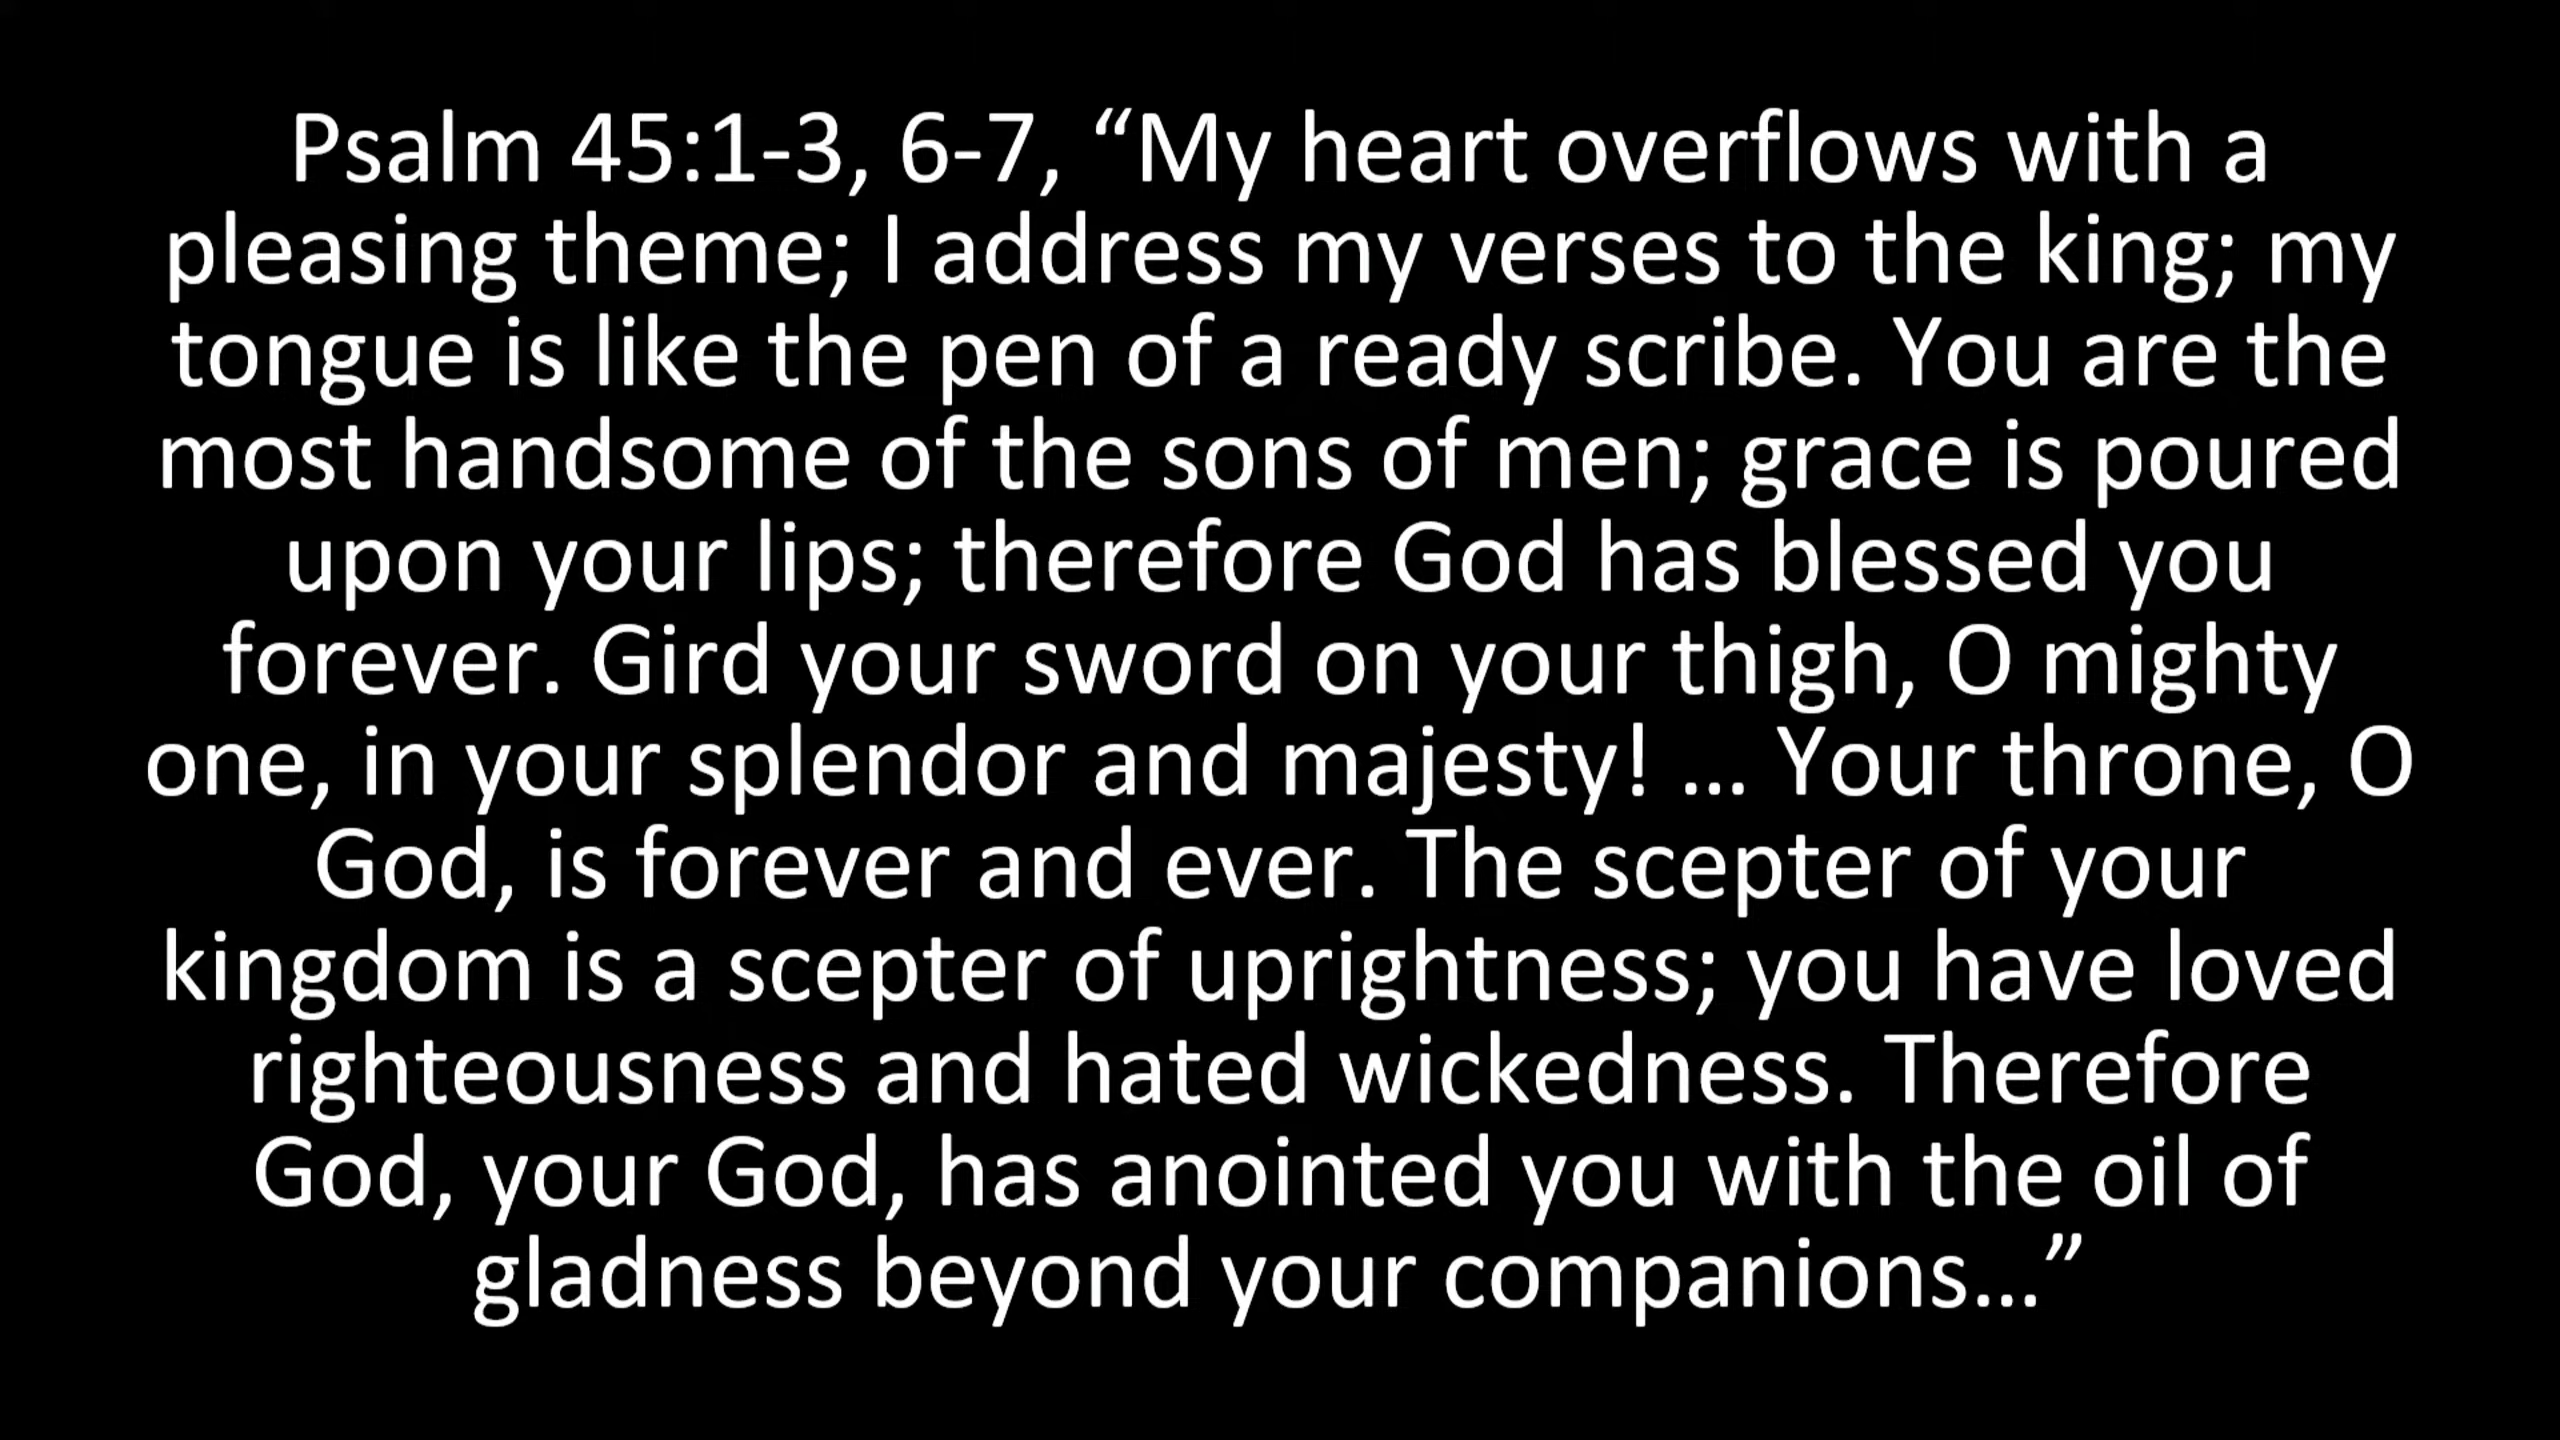 Psalm 45:1-3, 6-7, “My heart overflows with a
pleasing theme; I address my verses to the king; my
tongue is like the pen of a ready scribe. You are the
most handsome of the sons of men; grace is poured
upon your lips; therefore God has blessed you
forever. Gird your sword on your thigh, O mighty
one, in your splendor and majesty! … Your throne, O
God, is forever and ever. The scepter of your
kingdom is a scepter of uprightness; you have loved
righteousness and hated wickedness. Therefore
God, your God, has anointed you with the oil of
gladness beyond your companions…”